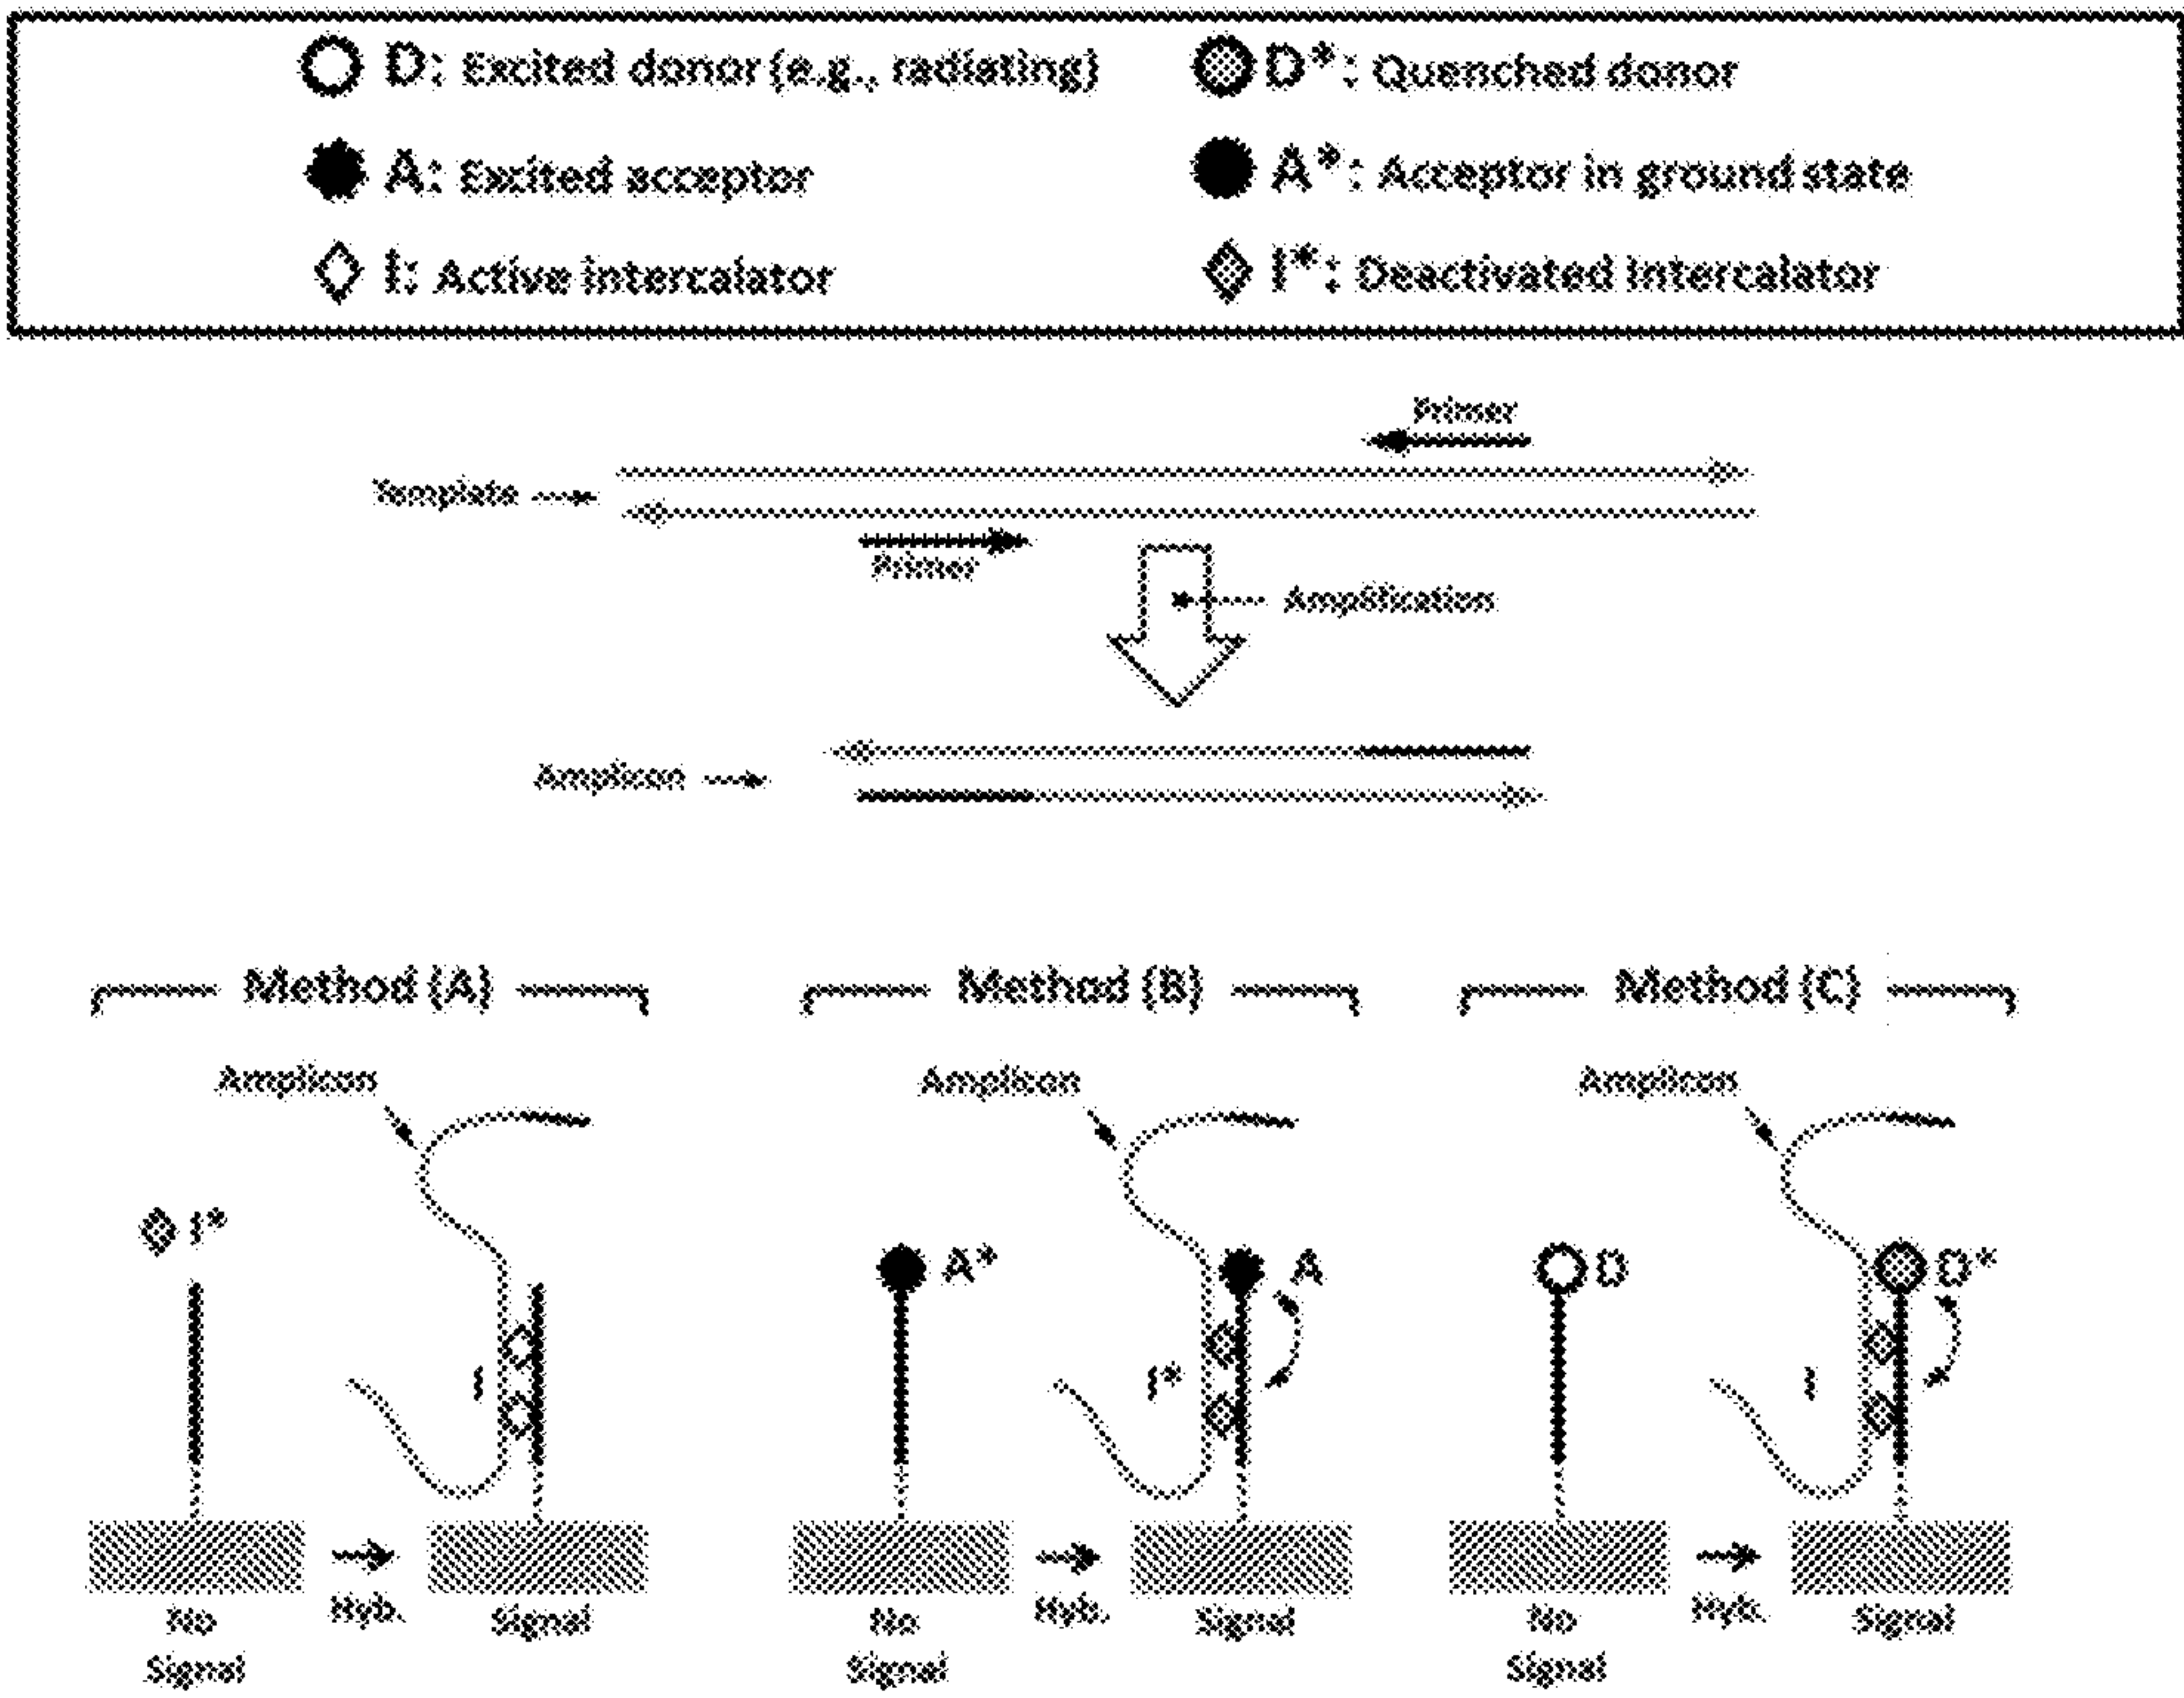 D: Excited donor (e.g., radiating)
D*: Quenched donor
A: Excited acceptor
A*: Acceptor in ground state
I: Active intercalator
I*: Deactivated intercalator
Primer
Template
Primer
Amplification
Amplicon
Method (A)
Method (B)
Method (C)
Amplicon
Amplicon
Amplicon
I*
A*
A
D
D*
I
I*
I
Hyb.
Hyb.
Hyb.
No
Signal
No
Signal
No
Signal
Signal
Signal
Signal